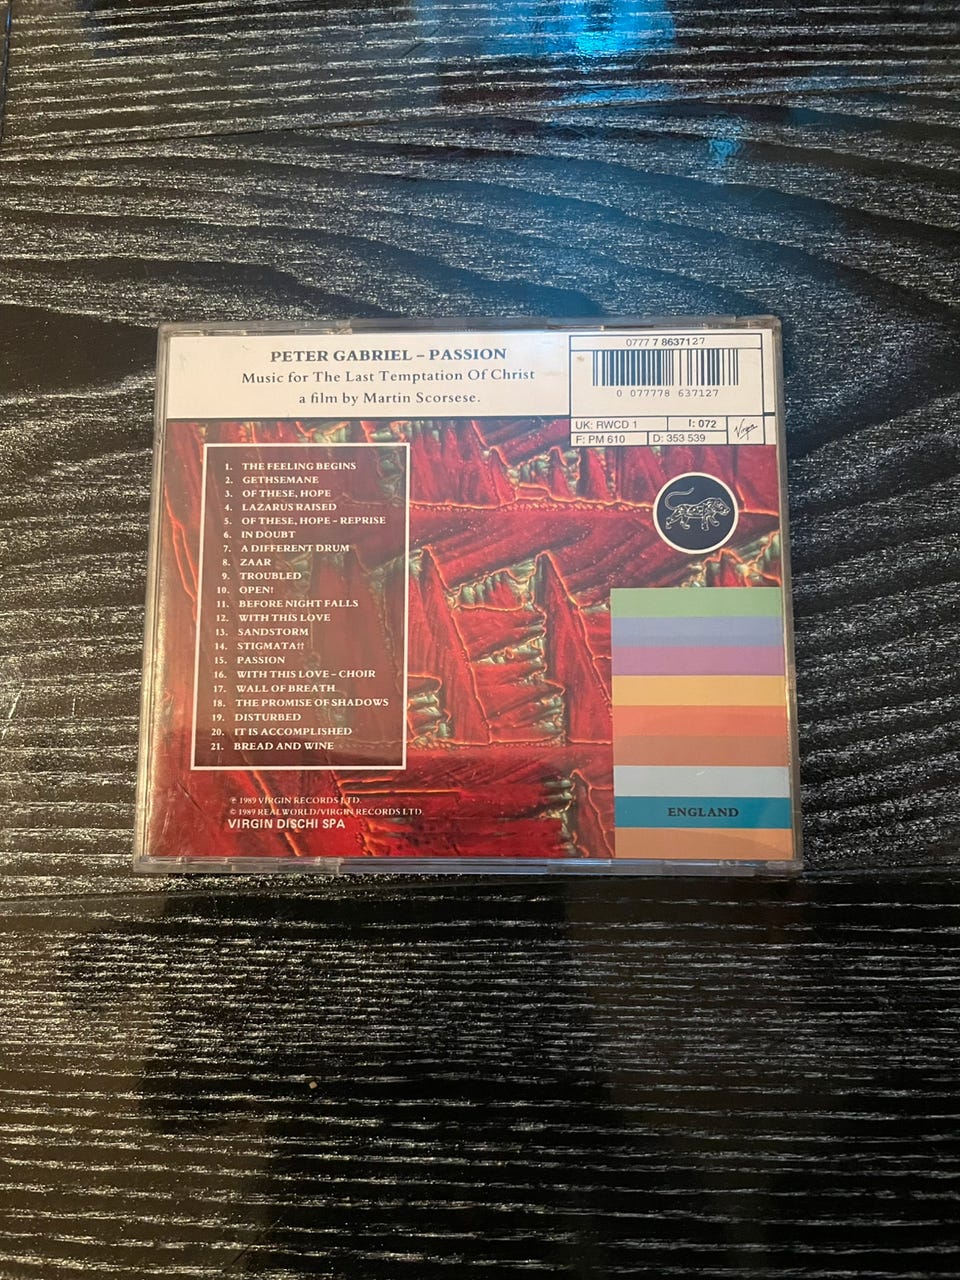 PETER GABRIEL – PASSION
Music for The Last Temptation Of Christ
a film by Martin Scorsese.
0777 7 8637127
0 077778 637127
UK: RWCD 1
I: 072
F: PM 610
D: 353 539
Virgin
1. THE FEELING BEGINS
2. GETHSEMANE
3. OF THESE, HOPE
4. LAZARUS RAISED
5. OF THESE, HOPE – REPRISE
6. IN DOUBT
7. A DIFFERENT DRUM
8. ZAAR
9. TROUBLED
10. OPEN†
11. BEFORE NIGHT FALLS
12. WITH THIS LOVE
13. SANDSTORM
14. STIGMATA††
15. PASSION
16. WITH THIS LOVE – CHOIR
17. WALL OF BREATH
18. THE PROMISE OF SHADOWS
19. DISTURBED
20. IT IS ACCOMPLISHED
21. BREAD AND WINE
℗ 1989 VIRGIN RECORDS LTD.
© 1989 REALWORLD/VIRGIN RECORDS LTD.
VIRGIN DISCHI SPA
ENGLAND